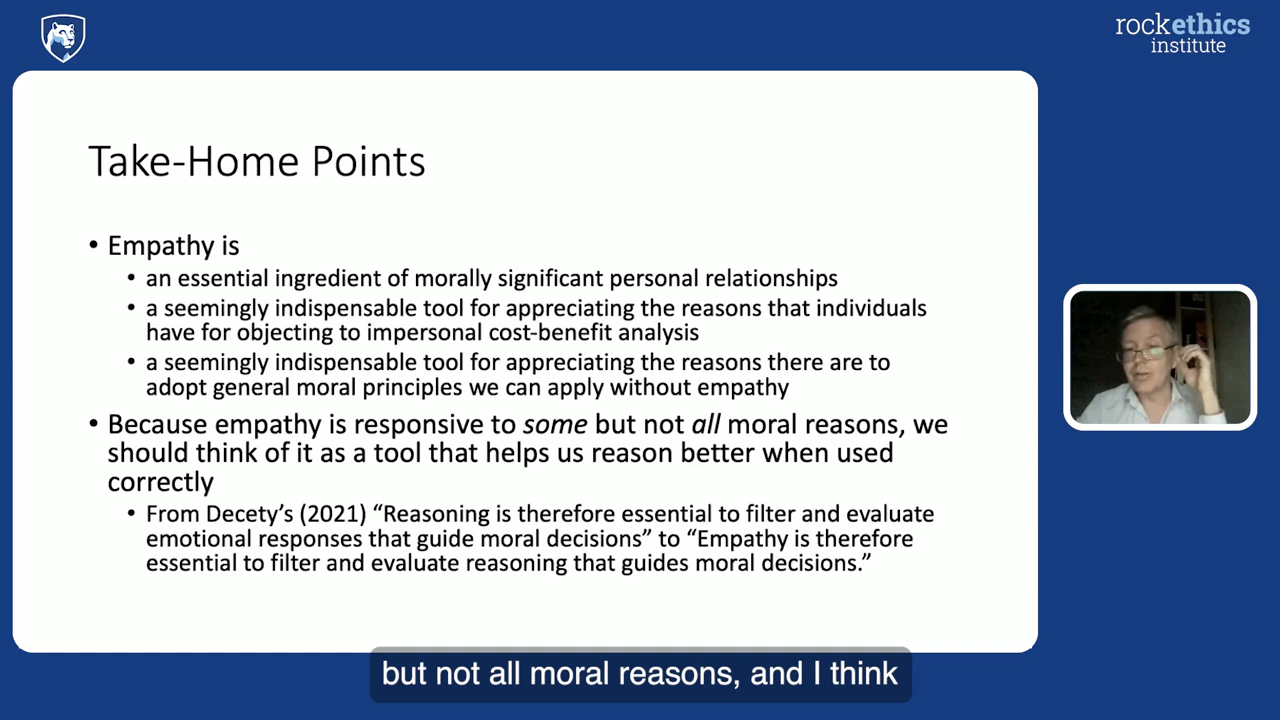 rockethics
institute
Take-Home Points
• Empathy is
• an essential ingredient of morally significant personal relationships
• a seemingly indispensable tool for appreciating the reasons that individuals
have for objecting to impersonal cost-benefit analysis
• a seemingly indispensable tool for appreciating the reasons there are to
adopt general moral principles we can apply without empathy
• Because empathy is responsive to some but not all moral reasons, we
should think of it as a tool that helps us reason better when used
correctly
• From Decety’s (2021) “Reasoning is therefore essential to filter and evaluate
emotional responses that guide moral decisions” to “Empathy is therefore
essential to filter and evaluate reasoning that guides moral decisions.”
but not all moral reasons, and I think